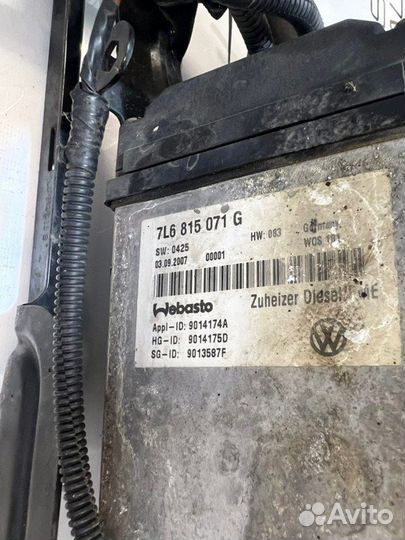 7L6 815 071 G
SW: 0425 HW: 083 Germany
03.09.2007 00001
Webasto Zuheizer Diesel
Appl-ID: 9014174A
HG-ID: 9014175D
SG-ID: 9013587F
Avito